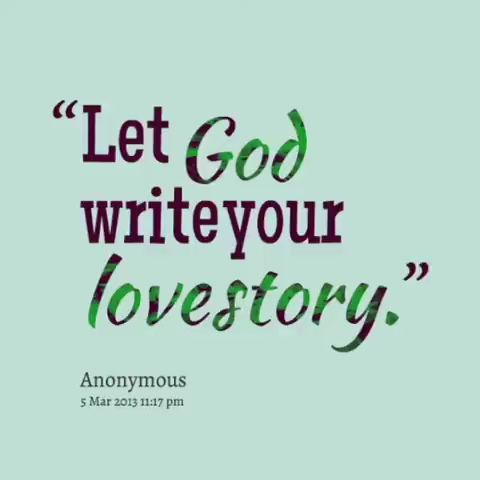 “Let God
write your
lovestory.”
Anonymous
5 Mar 2013 11:17 pm